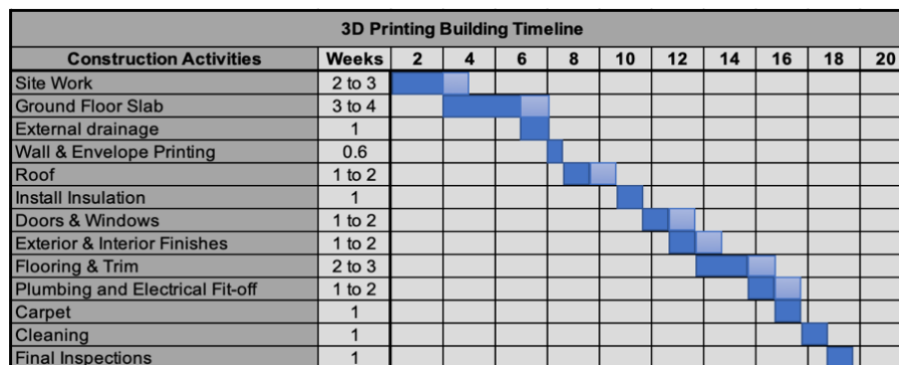 3D Printing Building Timeline
Construction Activities Weeks 2 4 6 8 10 12 14 16 18 20
Site Work 2 to 3
Ground Floor Slab 3 to 4
External drainage 1
Wall & Envelope Printing 0.6
Roof 1 to 2
Install Insulation 1
Doors & Windows 1 to 2
Exterior & Interior Finishes 1 to 2
Flooring & Trim 2 to 3
Plumbing and Electrical Fit-off 1 to 2
Carpet 1
Cleaning 1
Final Inspections 1